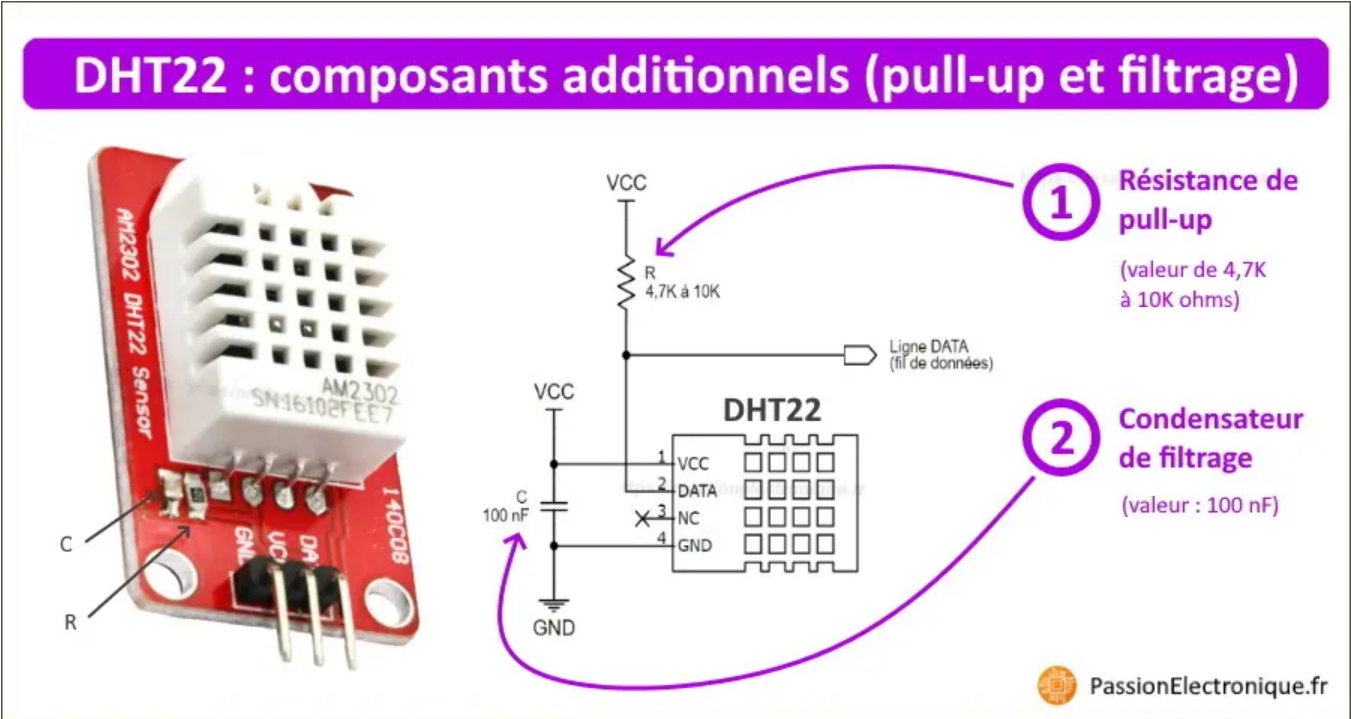 DHT22 : composants additionnels (pull-up et filtrage)
AM2302 DHT22 Sensor
AM2302
SN:16102FEE7
14OC08
GND
VCC
DA
C
R
VCC
R
4,7K à 10K
Ligne DATA
(fil de données)
VCC
DHT22
1
VCC
2
DATA
3
NC
4
GND
C
100 nF
GND
1
Résistance de
pull-up
(valeur de 4,7K
à 10K ohms)
2
Condensateur
de filtrage
(valeur : 100 nF)
PassionElectronique.fr